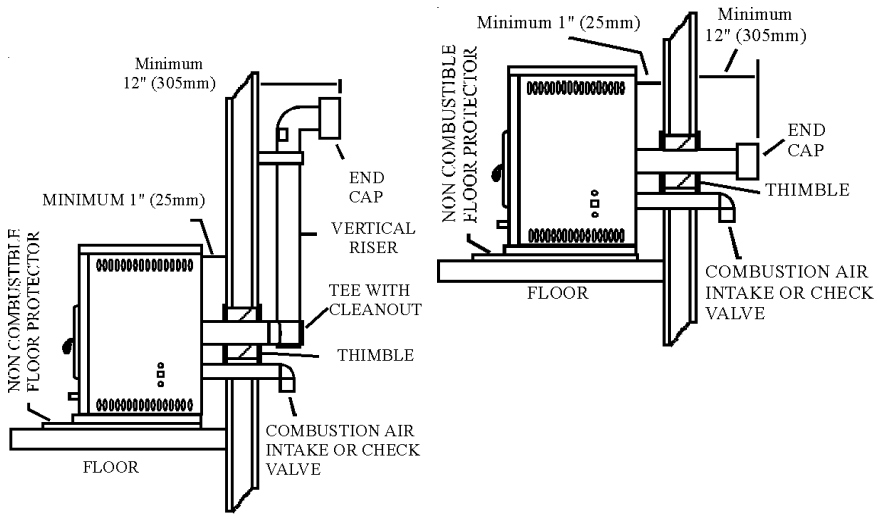 Minimum
12" (305mm)
END
CAP
MINIMUM 1" (25mm)
VERTICAL
RISER
NON COMBUSTIBLE
FLOOR PROTECTOR
TEE WITH
CLEANOUT
THIMBLE
COMBUSTION AIR
INTAKE OR CHECK
VALVE
FLOOR
Minimum 1" (25mm)
Minimum
12" (305mm)
NON COMBUSTIBLE
FLOOR PROTECTOR
END
CAP
THIMBLE
COMBUSTION AIR
INTAKE OR CHECK
VALVE
FLOOR